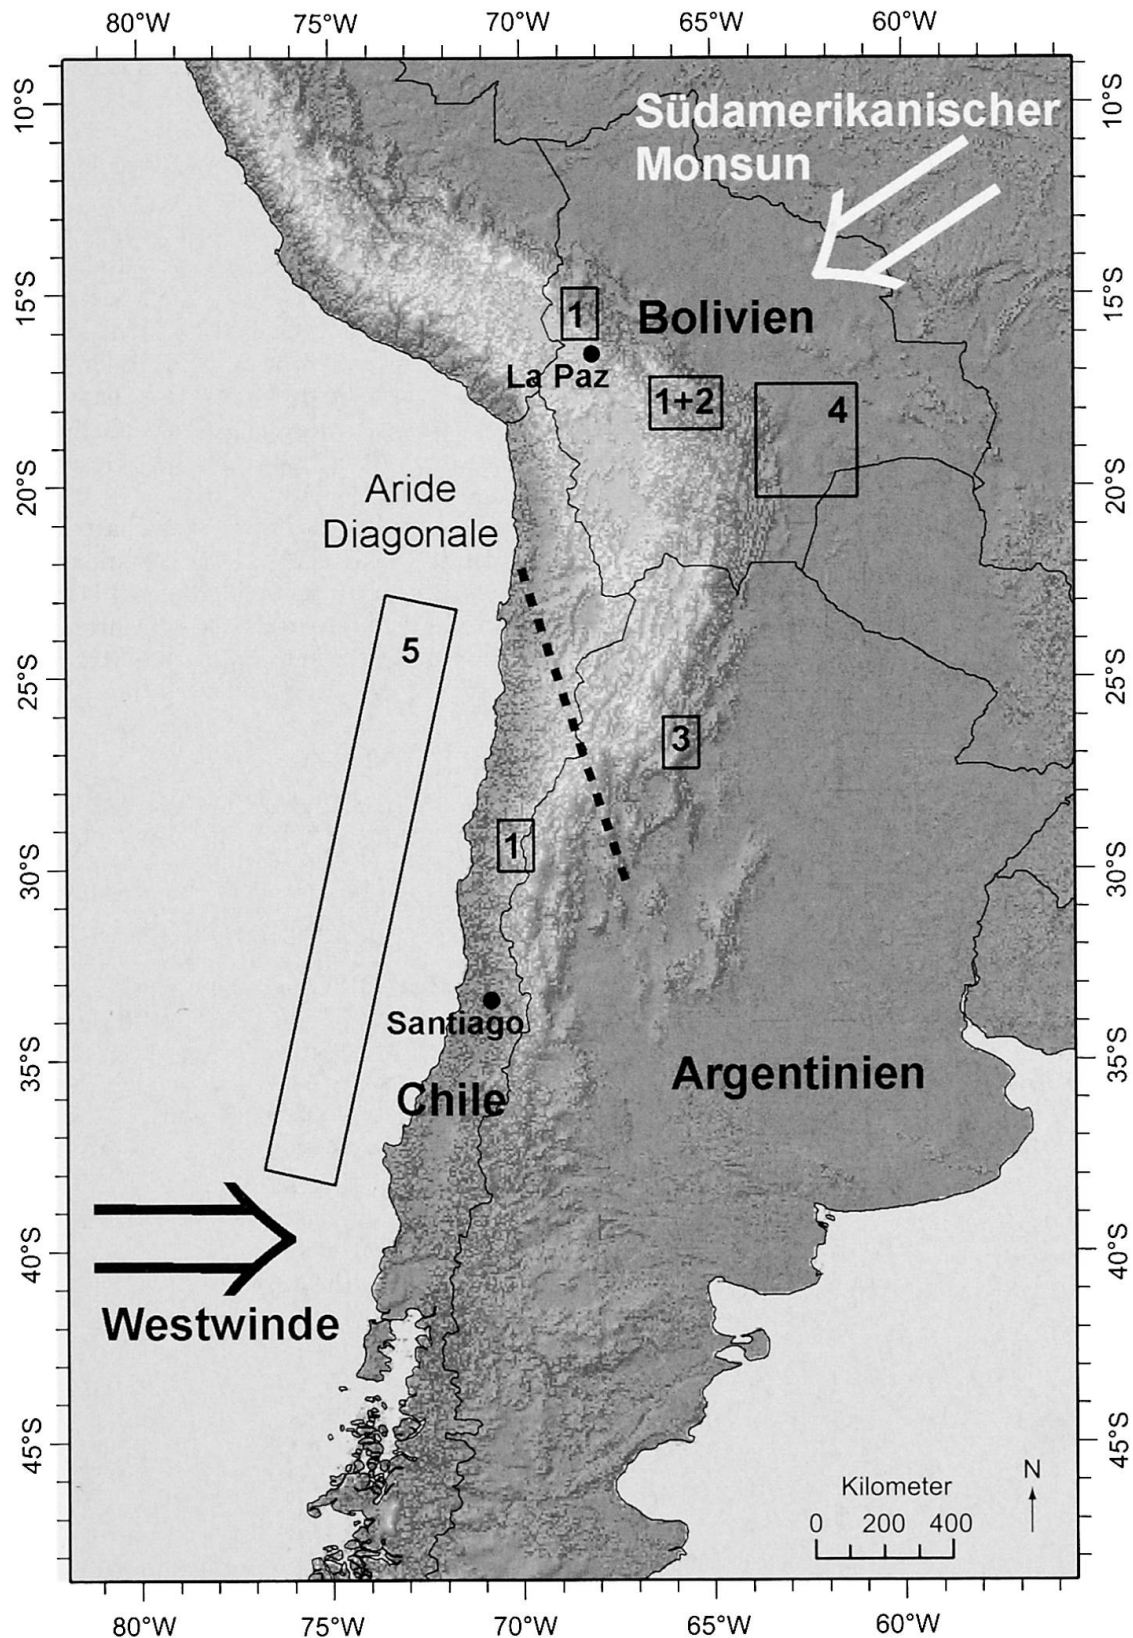 80°W 75°W 70°W 65°W 60°W
10°S 10°S
Südamerikanischer
Monsun
15°S 15°S
1
Bolivien
La Paz
1+2
4
20°S 20°S
Aride
Diagonale
5
25°S 25°S
3
1
30°S 30°S
Santiago
35°S 35°S
Argentinien
Chile
40°S 40°S
Westwinde
45°S 45°S
Kilometer
N
0 200 400
80°W 75°W 70°W 65°W 60°W